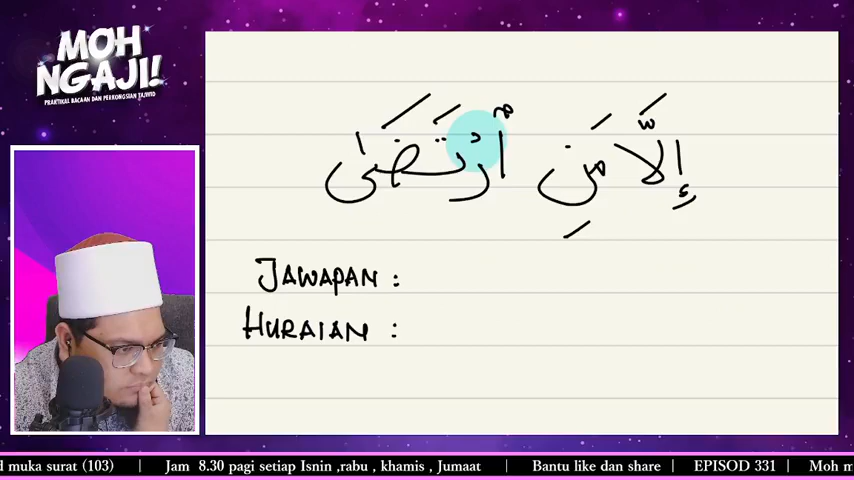 MOH
NGAJI!
PRAKTIKAL BACAAN DAN PERKONGSIAN TAJWID
إِلَّا مَنِ ٱرْتَضَىٰ
JAWAPAN :
HURAIAN :
d muka surat (103) | Jam 8.30 pagi setiap Isnin ,rabu , khamis , Jumaat | Bantu like dan share | EPISOD 331 | Moh m